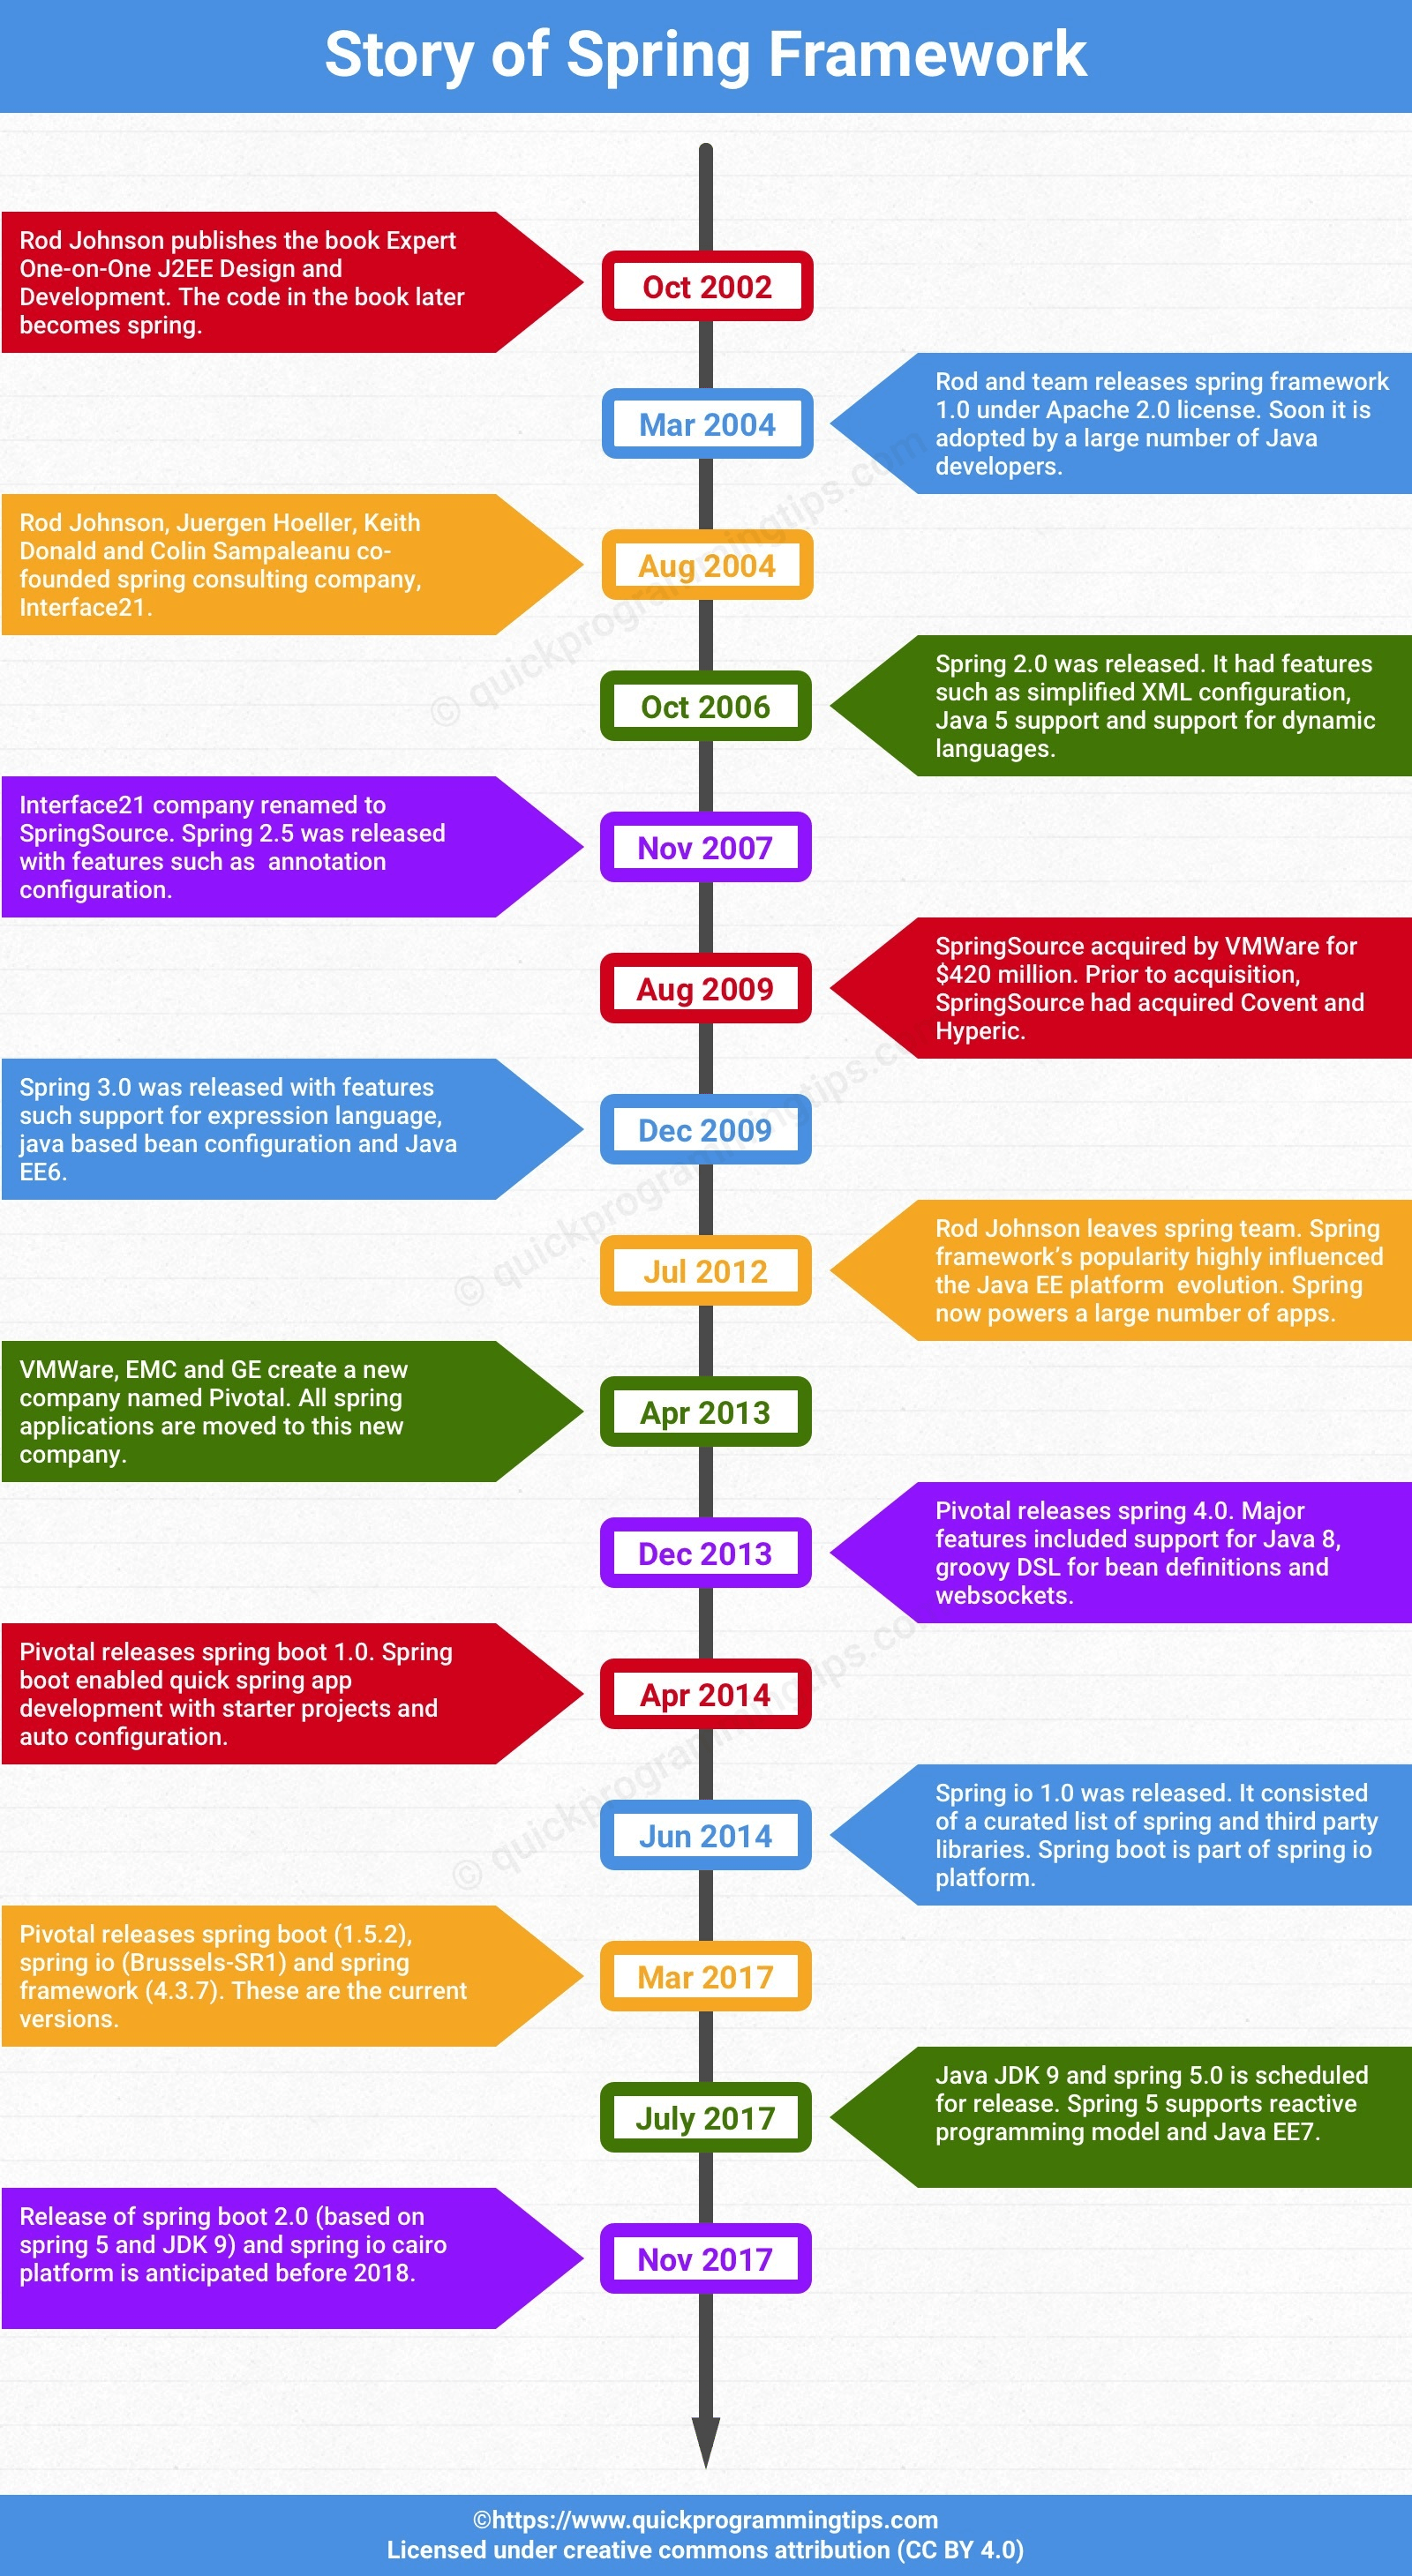 Story of Spring Framework
Rod Johnson publishes the book Expert
One-on-One J2EE Design and
Development. The code in the book later
becomes spring.
Oct 2002
Mar 2004
Rod and team releases spring framework
1.0 under Apache 2.0 license. Soon it is
adopted by a large number of Java
developers.
Rod Johnson, Juergen Hoeller, Keith
Donald and Colin Sampaleanu co-
founded spring consulting company,
Interface21.
Aug 2004
© quickprogrammingtips.com
Oct 2006
Spring 2.0 was released. It had features
such as simplified XML configuration,
Java 5 support and support for dynamic
languages.
Interface21 company renamed to
SpringSource. Spring 2.5 was released
with features such as  annotation
configuration.
Nov 2007
Aug 2009
SpringSource acquired by VMWare for
$420 million. Prior to acquisition,
SpringSource had acquired Covent and
Hyperic.
Spring 3.0 was released with features
such support for expression language,
java based bean configuration and Java
EE6.
Dec 2009
© quickprogrammingtips.com
Jul 2012
Rod Johnson leaves spring team. Spring
framework's popularity highly influenced
the Java EE platform  evolution. Spring
now powers a large number of apps.
VMWare, EMC and GE create a new
company named Pivotal. All spring
applications are moved to this new
company.
Apr 2013
Dec 2013
Pivotal releases spring 4.0. Major
features included support for Java 8,
groovy DSL for bean definitions and
websockets.
Pivotal releases spring boot 1.0. Spring
boot enabled quick spring app
development with starter projects and
auto configuration.
Apr 2014
© quickprogrammingtips.com
Jun 2014
Spring io 1.0 was released. It consisted
of a curated list of spring and third party
libraries. Spring boot is part of spring io
platform.
Pivotal releases spring boot (1.5.2),
spring io (Brussels-SR1) and spring
framework (4.3.7). These are the current
versions.
Mar 2017
July 2017
Java JDK 9 and spring 5.0 is scheduled
for release. Spring 5 supports reactive
programming model and Java EE7.
Release of spring boot 2.0 (based on
spring 5 and JDK 9) and spring io cairo
platform is anticipated before 2018.
Nov 2017
©https://www.quickprogrammingtips.com
Licensed under creative commons attribution (CC BY 4.0)